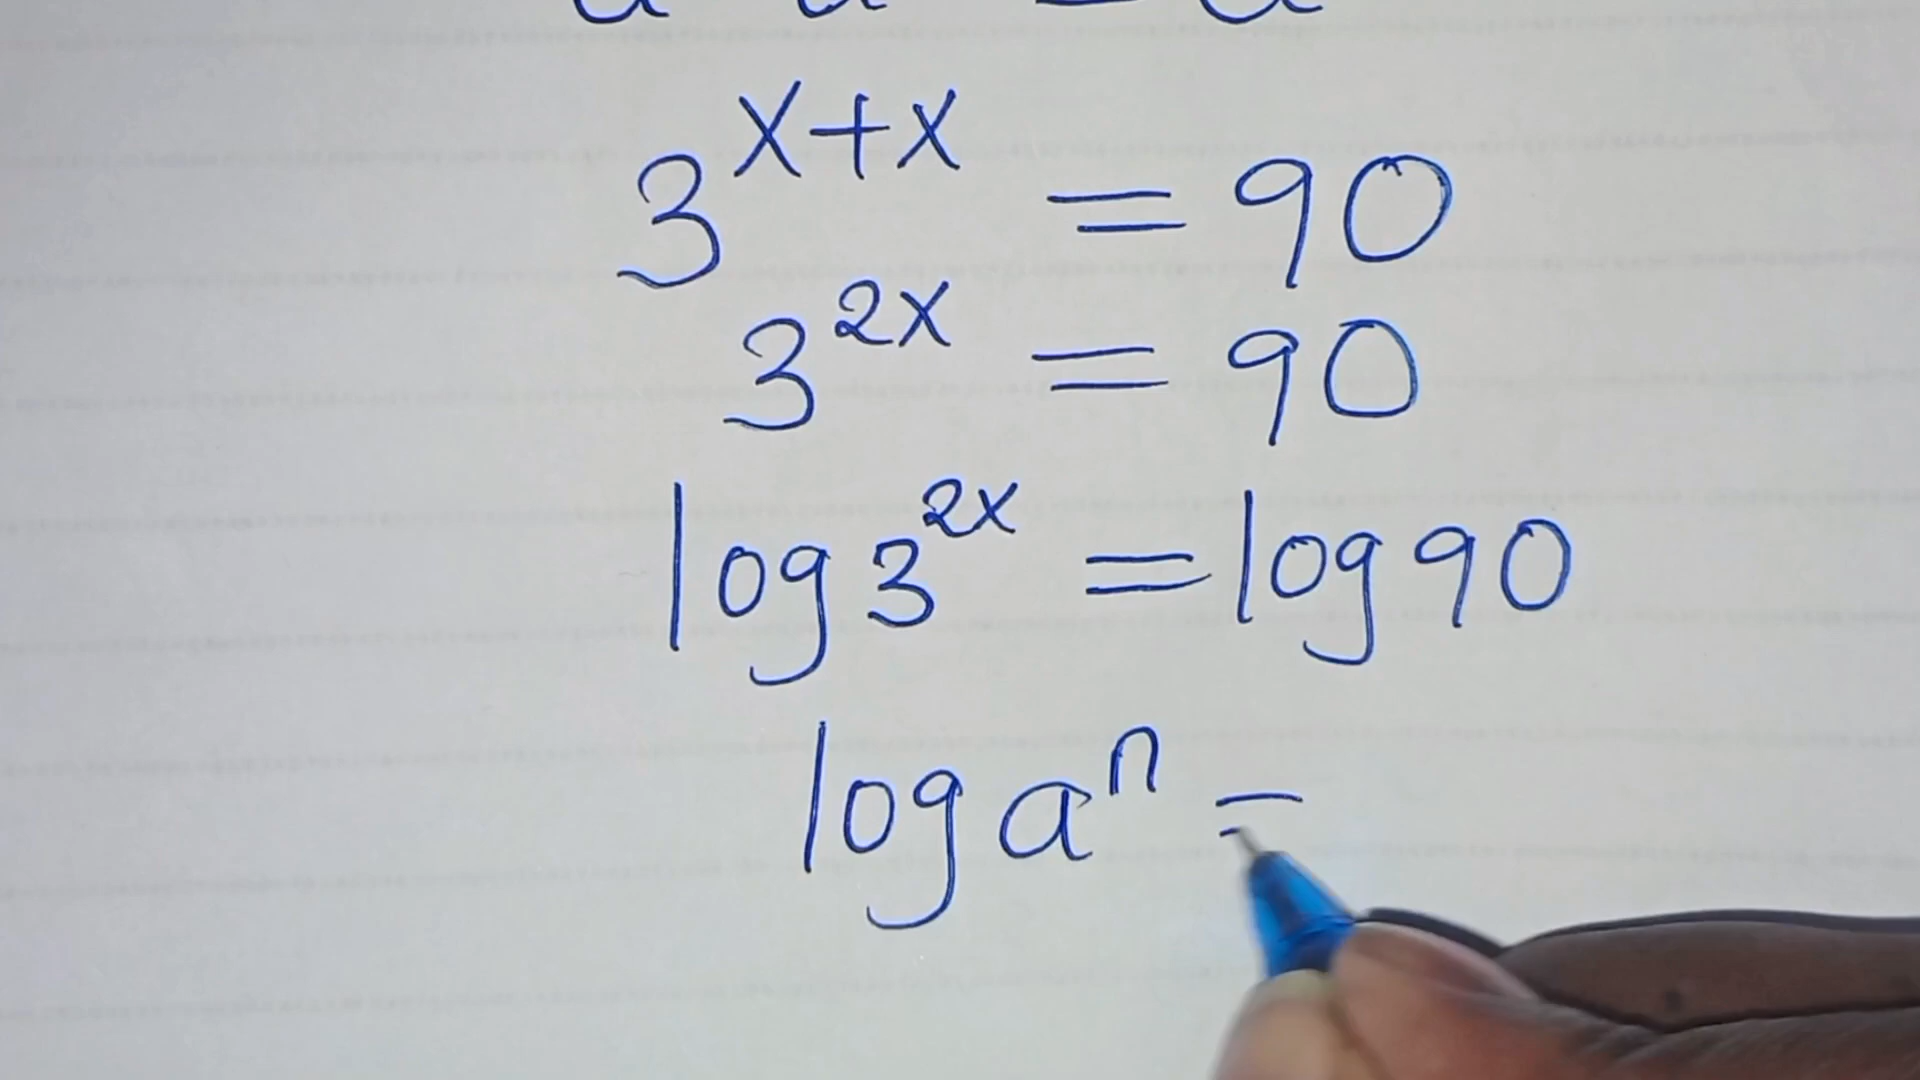 3^{x+x} = 90
3^{2x} = 90
log 3^{2x} = log 90
log a^n =